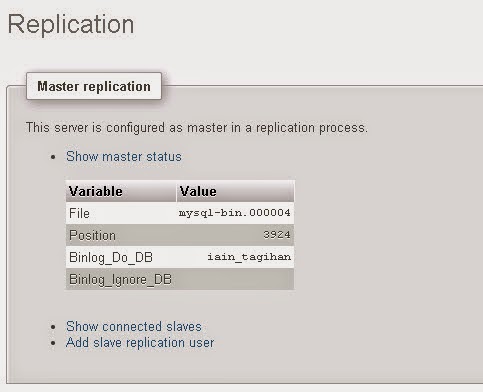 Replication
Master replication
This server is configured as master in a replication process.
Show master status
Variable Value
File mysql-bin.000004
Position 3924
Binlog_Do_DB iain_tagihan
Binlog_Ignore_DB
Show connected slaves
Add slave replication user